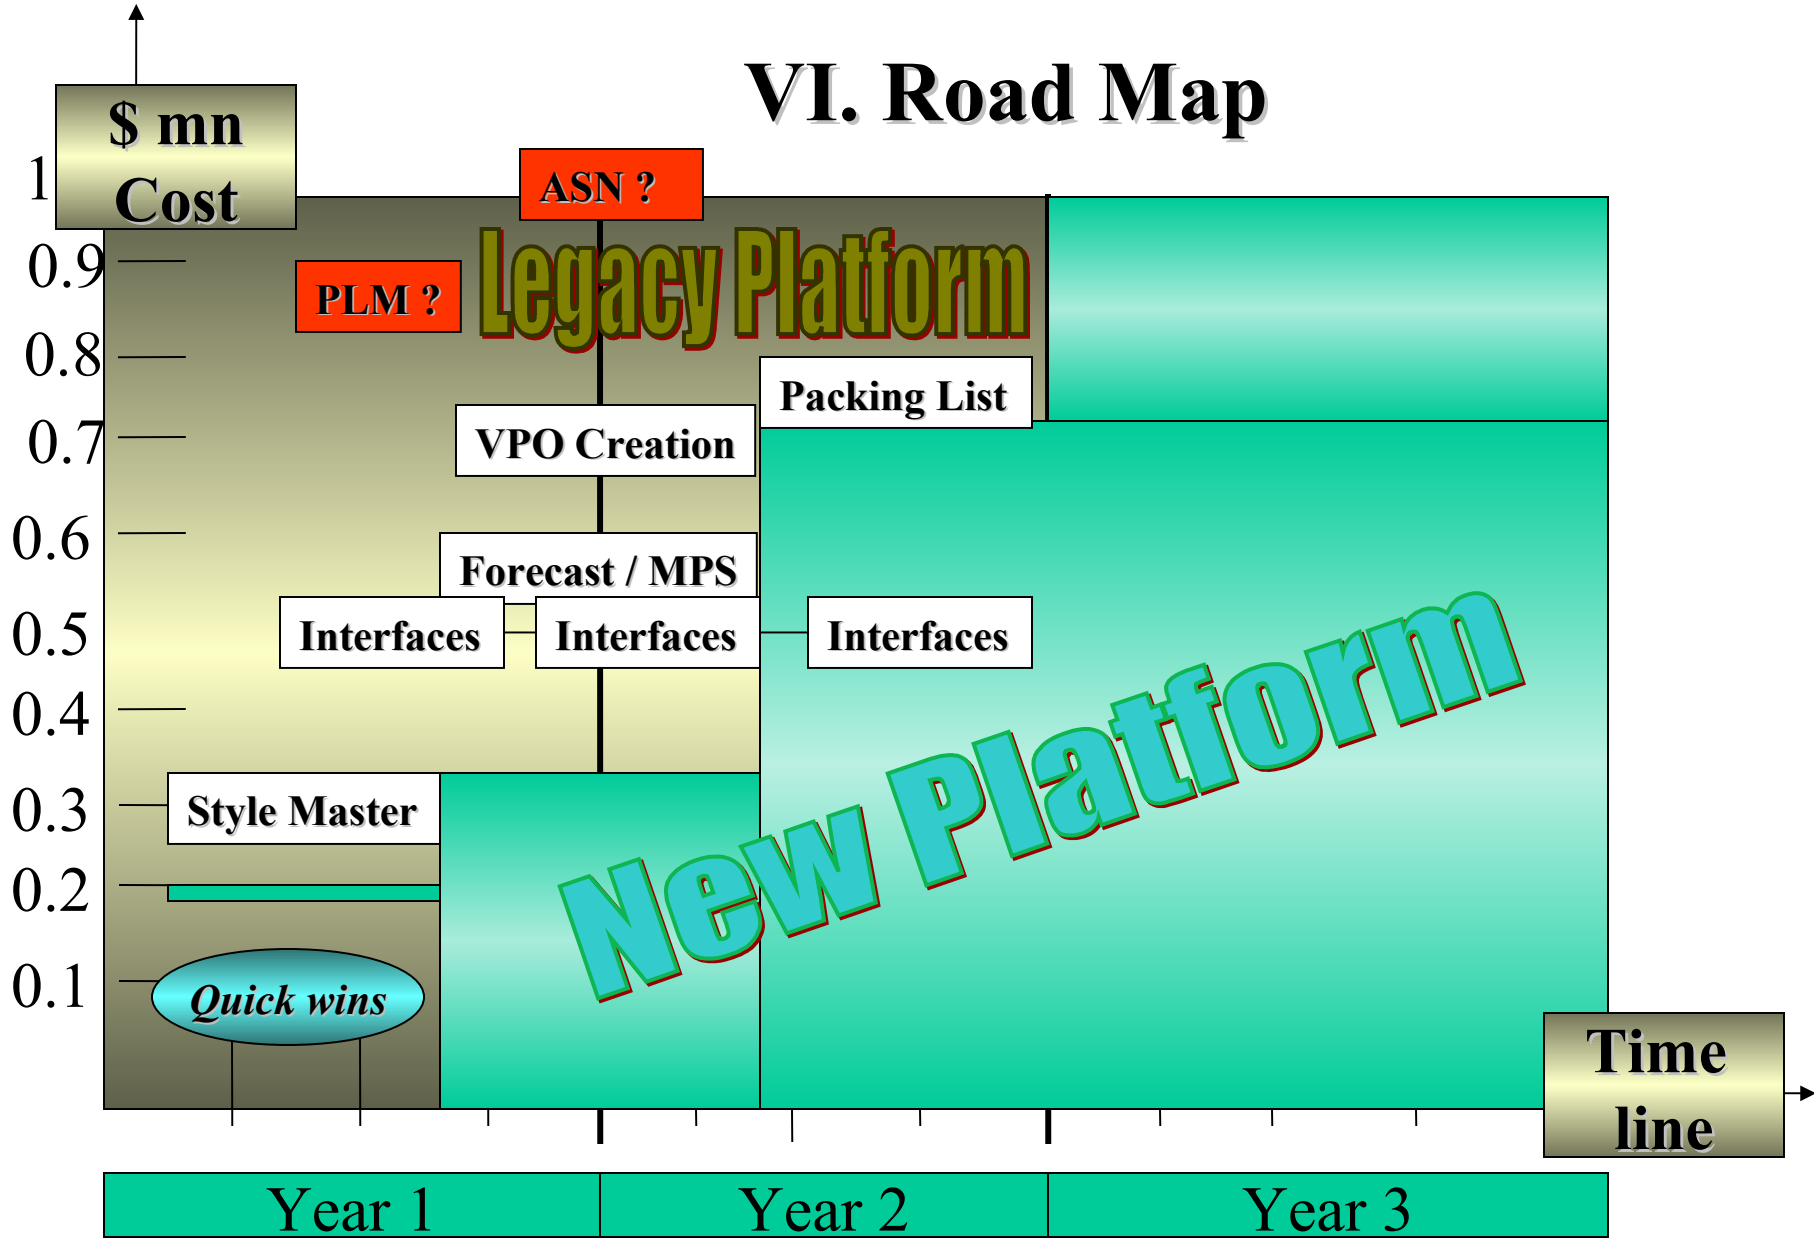 VI. Road Map
$ mn
Cost
1
ASN ?
Legacy Platform
0.9
PLM ?
0.8
Packing List
0.7
VPO Creation
0.6
Forecast / MPS
0.5
Interfaces
Interfaces
Interfaces
0.4
New Platform
0.3
Style Master
0.2
0.1
Quick wins
Time
line
Year 1
Year 2
Year 3